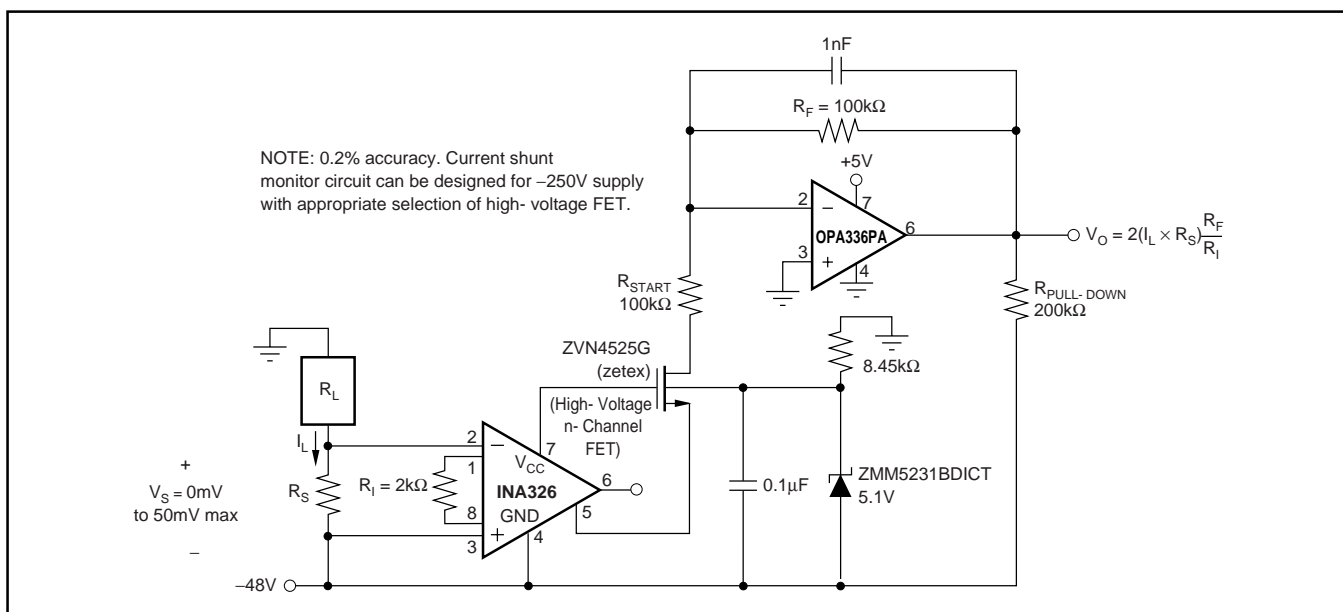 1nF
R_F = 100kΩ
NOTE: 0.2% accuracy. Current shunt
monitor circuit can be designed for –250V supply
with appropriate selection of high- voltage FET.
+5V
2
–
7
OPA336PA
6
3
+
4
V_O = 2(I_L × R_S) R_F / R_I
R_START
100kΩ
R_PULL- DOWN
200kΩ
ZVN4525G
(zetex)
8.45kΩ
R_L
(High- Voltage
n- Channel
FET)
I_L
2
–
7
V_CC
1
+
V_S = 0mV
to 50mV max
–
R_S
R_I = 2kΩ
INA326
6
8
GND
5
+
3
4
0.1µF
ZMM5231BDICT
5.1V
–48V